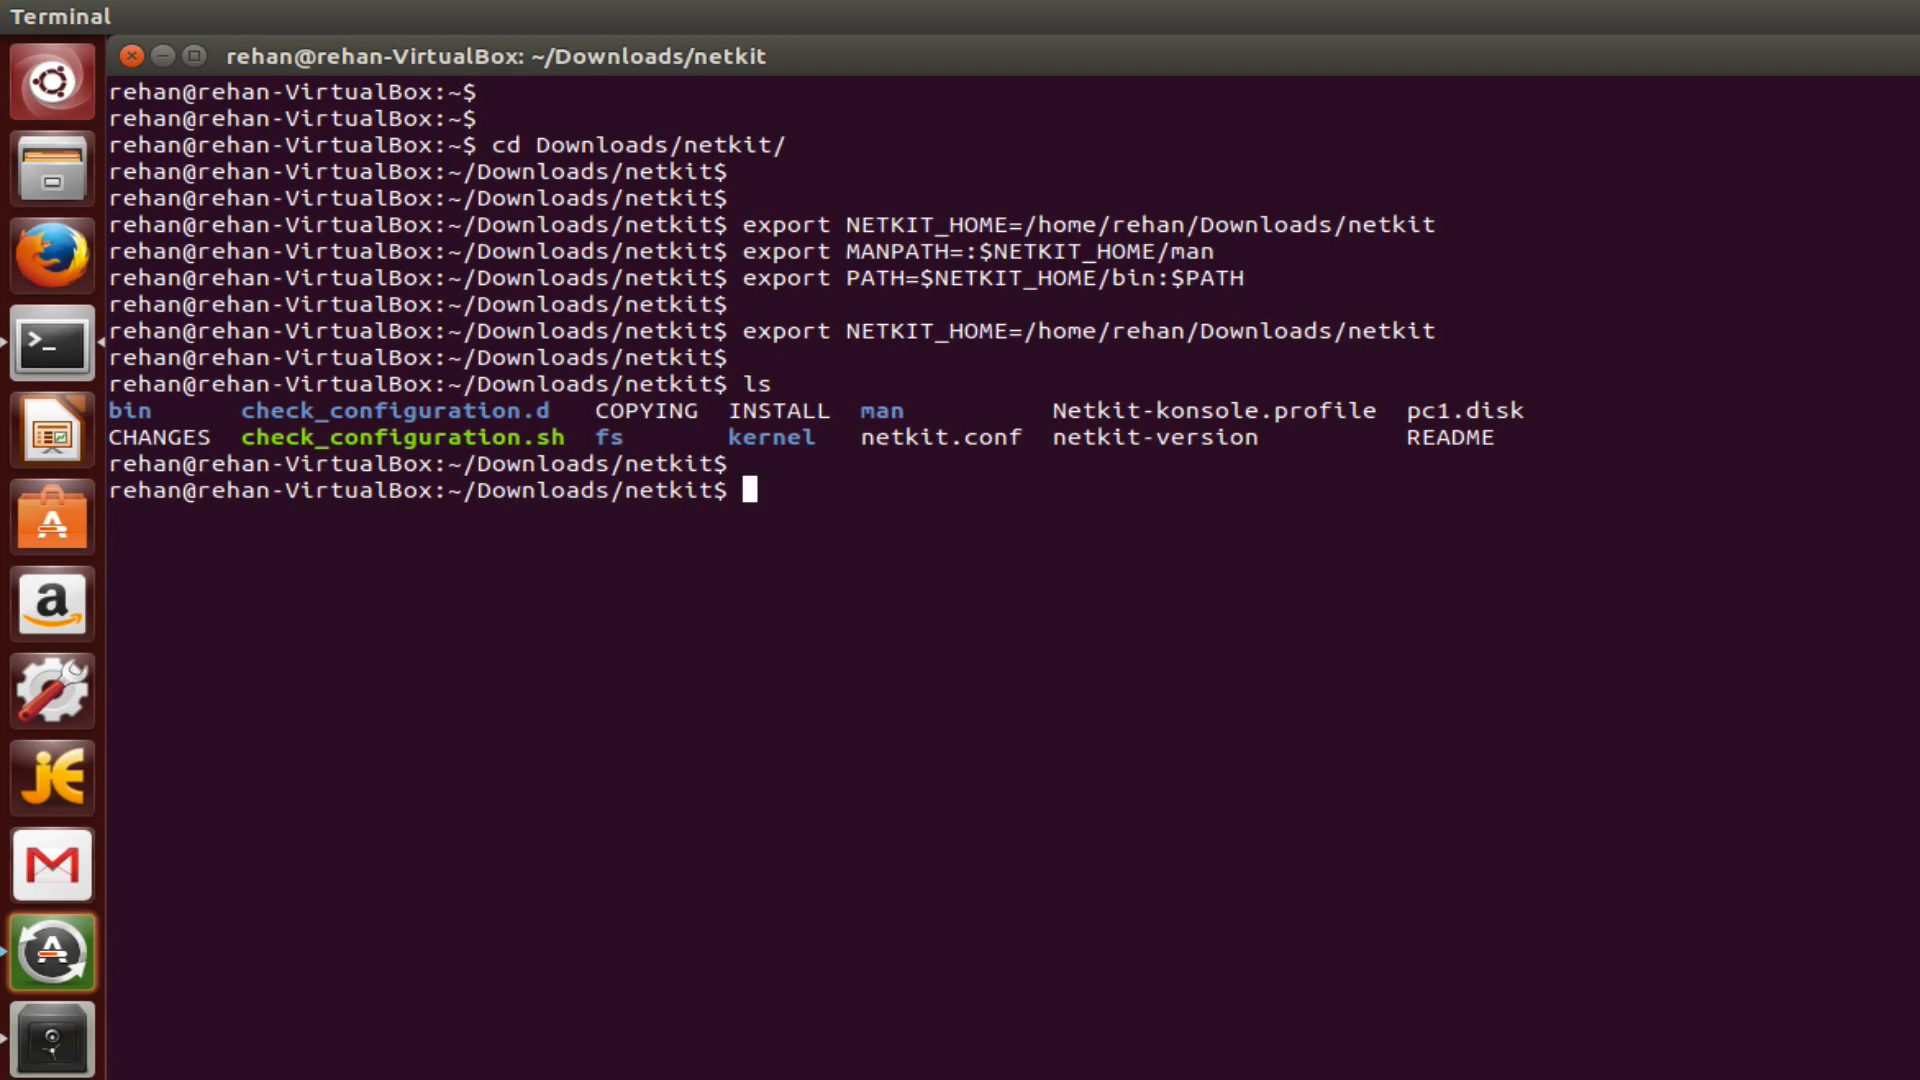 Terminal
rehan@rehan-VirtualBox: ~/Downloads/netkit
rehan@rehan-VirtualBox:~$
rehan@rehan-VirtualBox:~$
rehan@rehan-VirtualBox:~$ cd Downloads/netkit/
rehan@rehan-VirtualBox:~/Downloads/netkit$
rehan@rehan-VirtualBox:~/Downloads/netkit$
rehan@rehan-VirtualBox:~/Downloads/netkit$ export NETKIT_HOME=/home/rehan/Downloads/netkit
rehan@rehan-VirtualBox:~/Downloads/netkit$ export MANPATH=:$NETKIT_HOME/man
rehan@rehan-VirtualBox:~/Downloads/netkit$ export PATH=$NETKIT_HOME/bin:$PATH
rehan@rehan-VirtualBox:~/Downloads/netkit$
rehan@rehan-VirtualBox:~/Downloads/netkit$ export NETKIT_HOME=/home/rehan/Downloads/netkit
rehan@rehan-VirtualBox:~/Downloads/netkit$
rehan@rehan-VirtualBox:~/Downloads/netkit$ ls
bin check_configuration.d COPYING INSTALL man Netkit-konsole.profile pc1.disk
CHANGES check_configuration.sh fs kernel netkit.conf netkit-version README
rehan@rehan-VirtualBox:~/Downloads/netkit$
rehan@rehan-VirtualBox:~/Downloads/netkit$